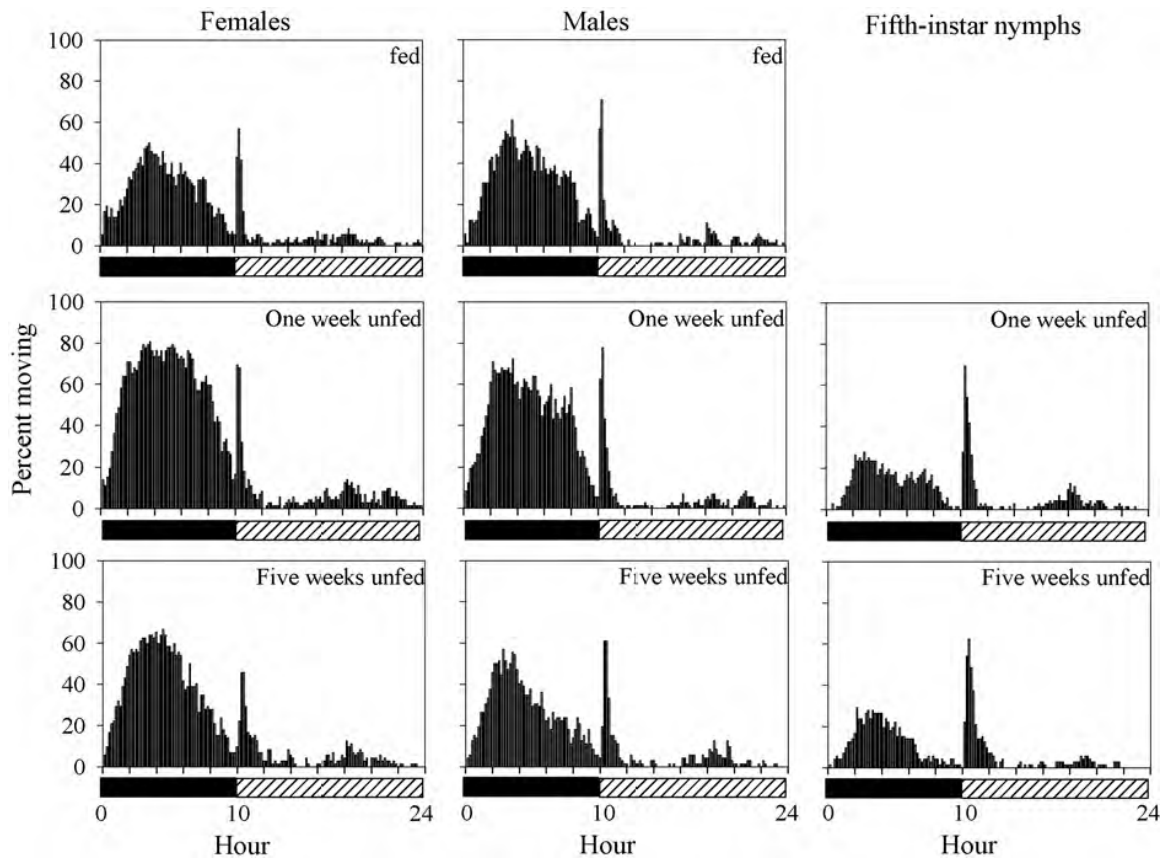 Females
Males
Fifth-instar nymphs
100
80
60
40
20
0
fed
fed
Percent moving
100
80
60
40
20
0
One week unfed
One week unfed
One week unfed
100
80
60
40
20
0
Five weeks unfed
Five weeks unfed
Five weeks unfed
0 10 24
0 10 24
0 10 24
Hour
Hour
Hour